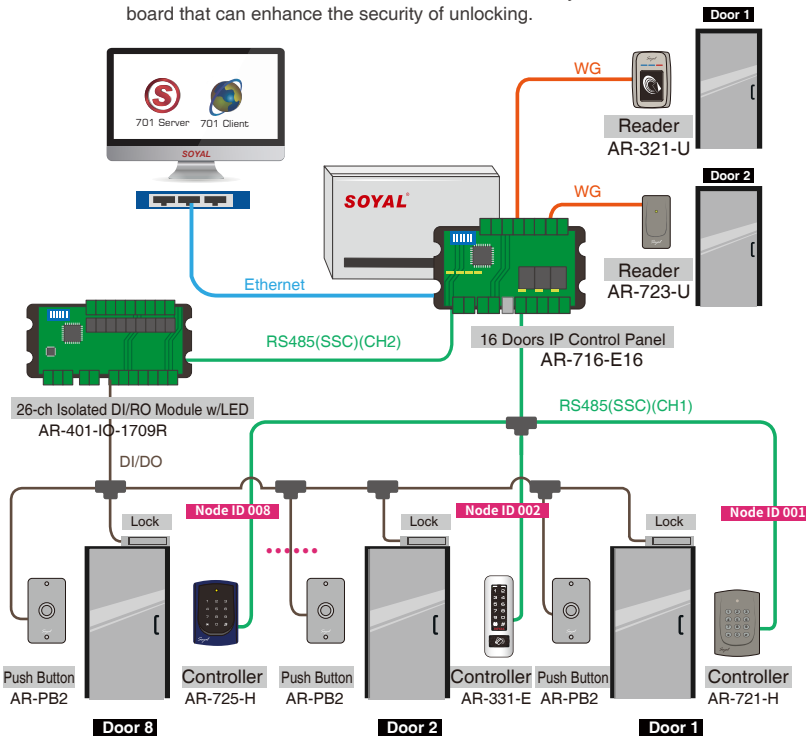 board that can enhance the security of unlocking.
Door 1
WG
S
701 Server 701 Client
SOYAL
Reader
AR-321-U
Door 2
SOYAL®
WG
Reader
AR-723-U
Ethernet
RS485(SSC)(CH2)
16 Doors IP Control Panel
AR-716-E16
26-ch Isolated DI/RO Module w/LED
AR-401-IO-1709R
RS485(SSC)(CH1)
DI/DO
Node ID 008
Node ID 002
Node ID 001
Lock
Lock
Lock
Push Button
AR-PB2
Controller
AR-725-H
Push Button
AR-PB2
Controller
AR-331-E
Push Button
AR-PB2
Controller
AR-721-H
Door 8
Door 2
Door 1